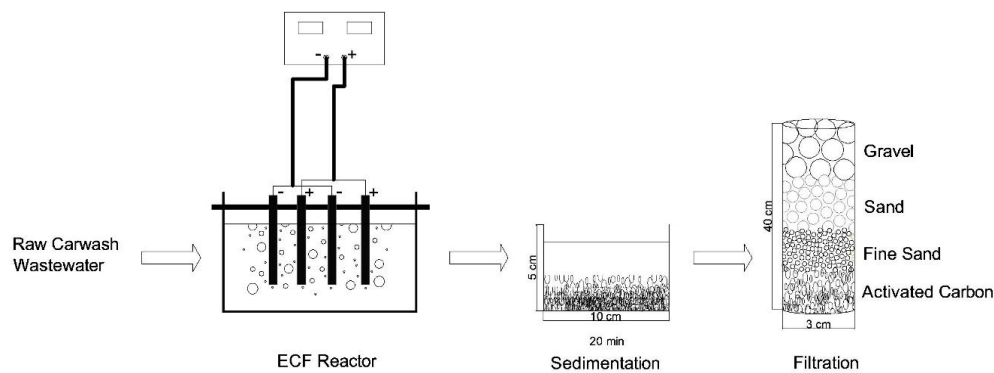 - +
- + - +
Raw Carwash
Wastewater
ECF Reactor
5 cm
10 cm
20 min
Sedimentation
40 cm
Gravel
Sand
Fine Sand
Activated Carbon
3 cm
Filtration